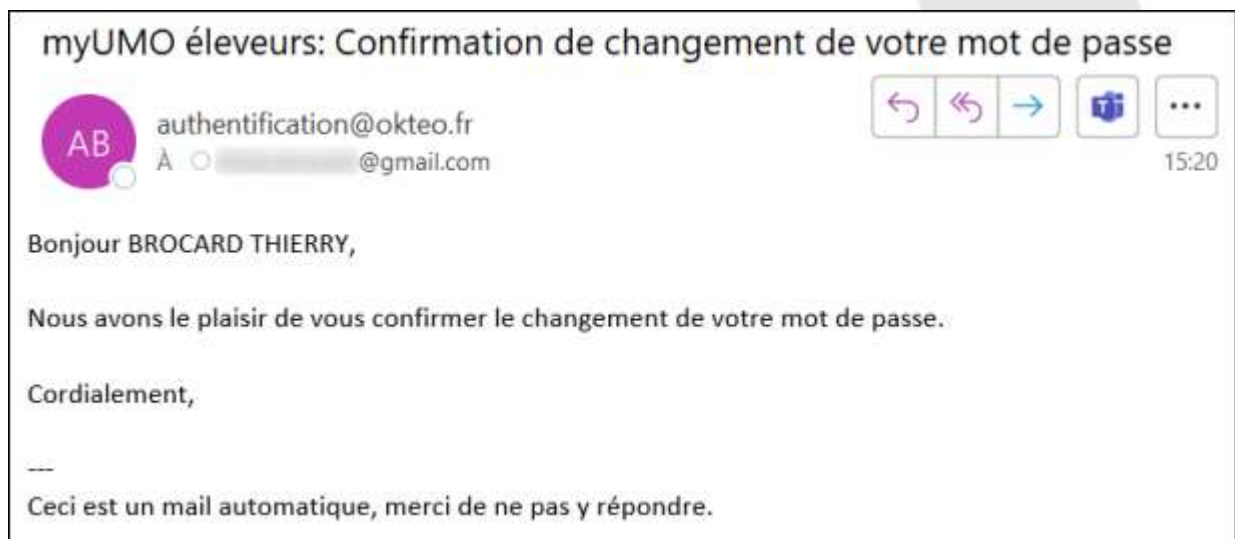 myUMO éleveurs: Confirmation de changement de votre mot de passe
AB
authentification@okteo.fr
À @gmail.com
15:20
Bonjour BROCARD THIERRY,
Nous avons le plaisir de vous confirmer le changement de votre mot de passe.
Cordialement,
---
Ceci est un mail automatique, merci de ne pas y répondre.